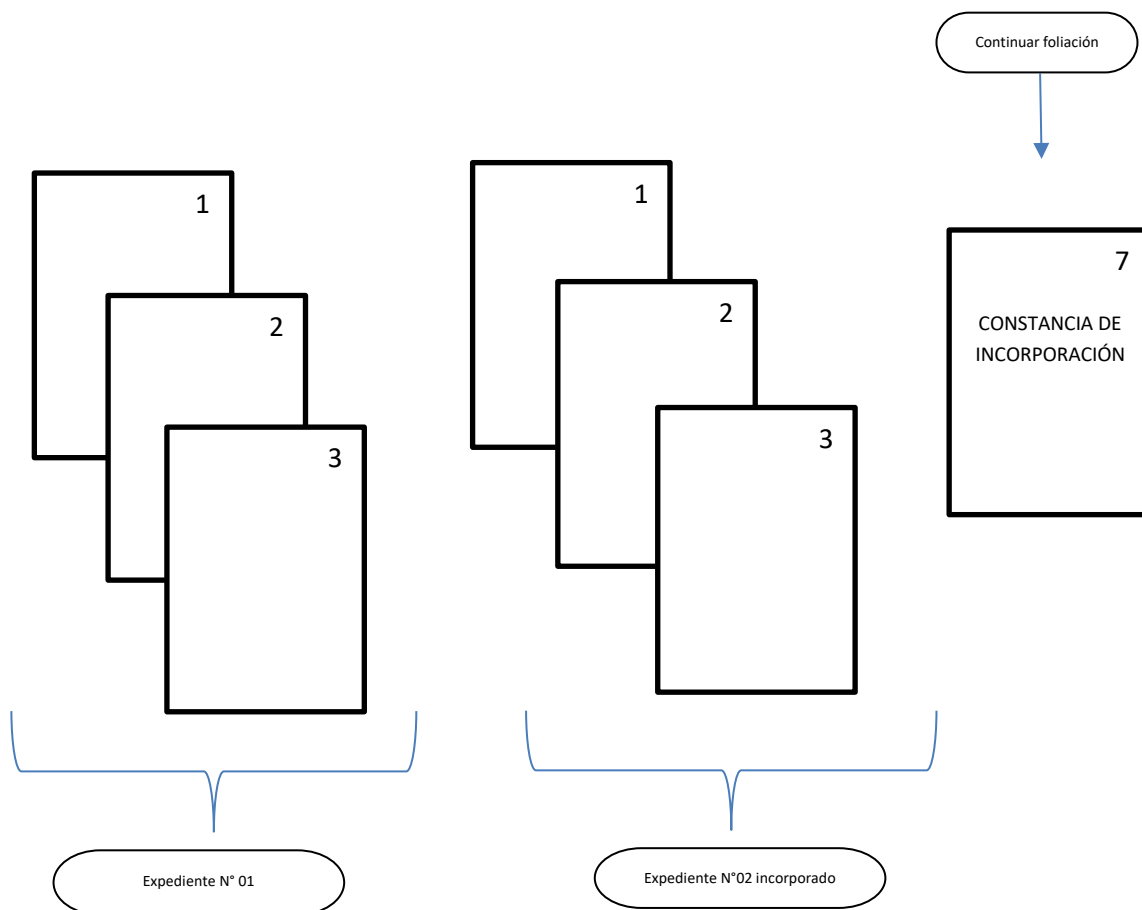 Continuar foliación
1
2
3
1
2
3
7
CONSTANCIA DE
INCORPORACIÓN
Expediente N° 01
Expediente N°02 incorporado